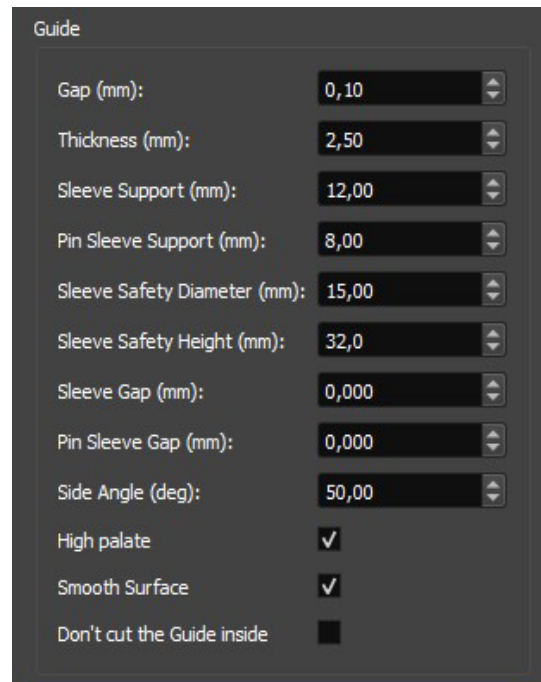 Guide
Gap (mm): 0,10
Thickness (mm): 2,50
Sleeve Support (mm): 12,00
Pin Sleeve Support (mm): 8,00
Sleeve Safety Diameter (mm): 15,00
Sleeve Safety Height (mm): 32,0
Sleeve Gap (mm): 0,000
Pin Sleeve Gap (mm): 0,000
Side Angle (deg): 50,00
High palate
Smooth Surface
Don't cut the Guide inside